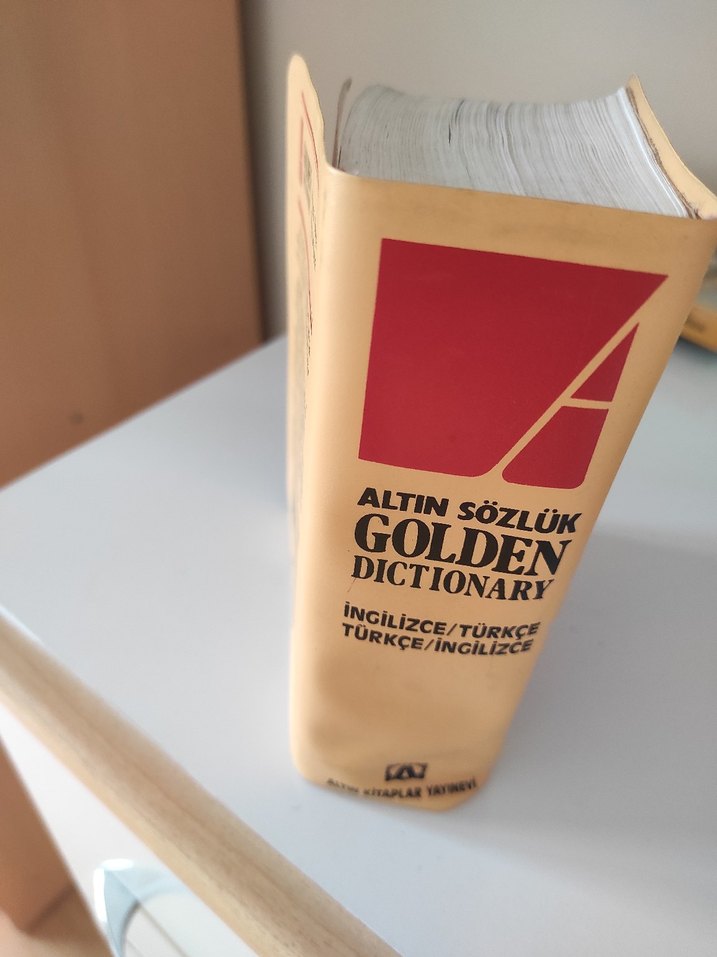 ALTIN SÖZLÜK
GOLDEN
DICTIONARY
İNGİLİZCE/TÜRKÇE
TÜRKÇE/İNGİLİZCE
ALTIN KİTAPLAR YAYINEVİ